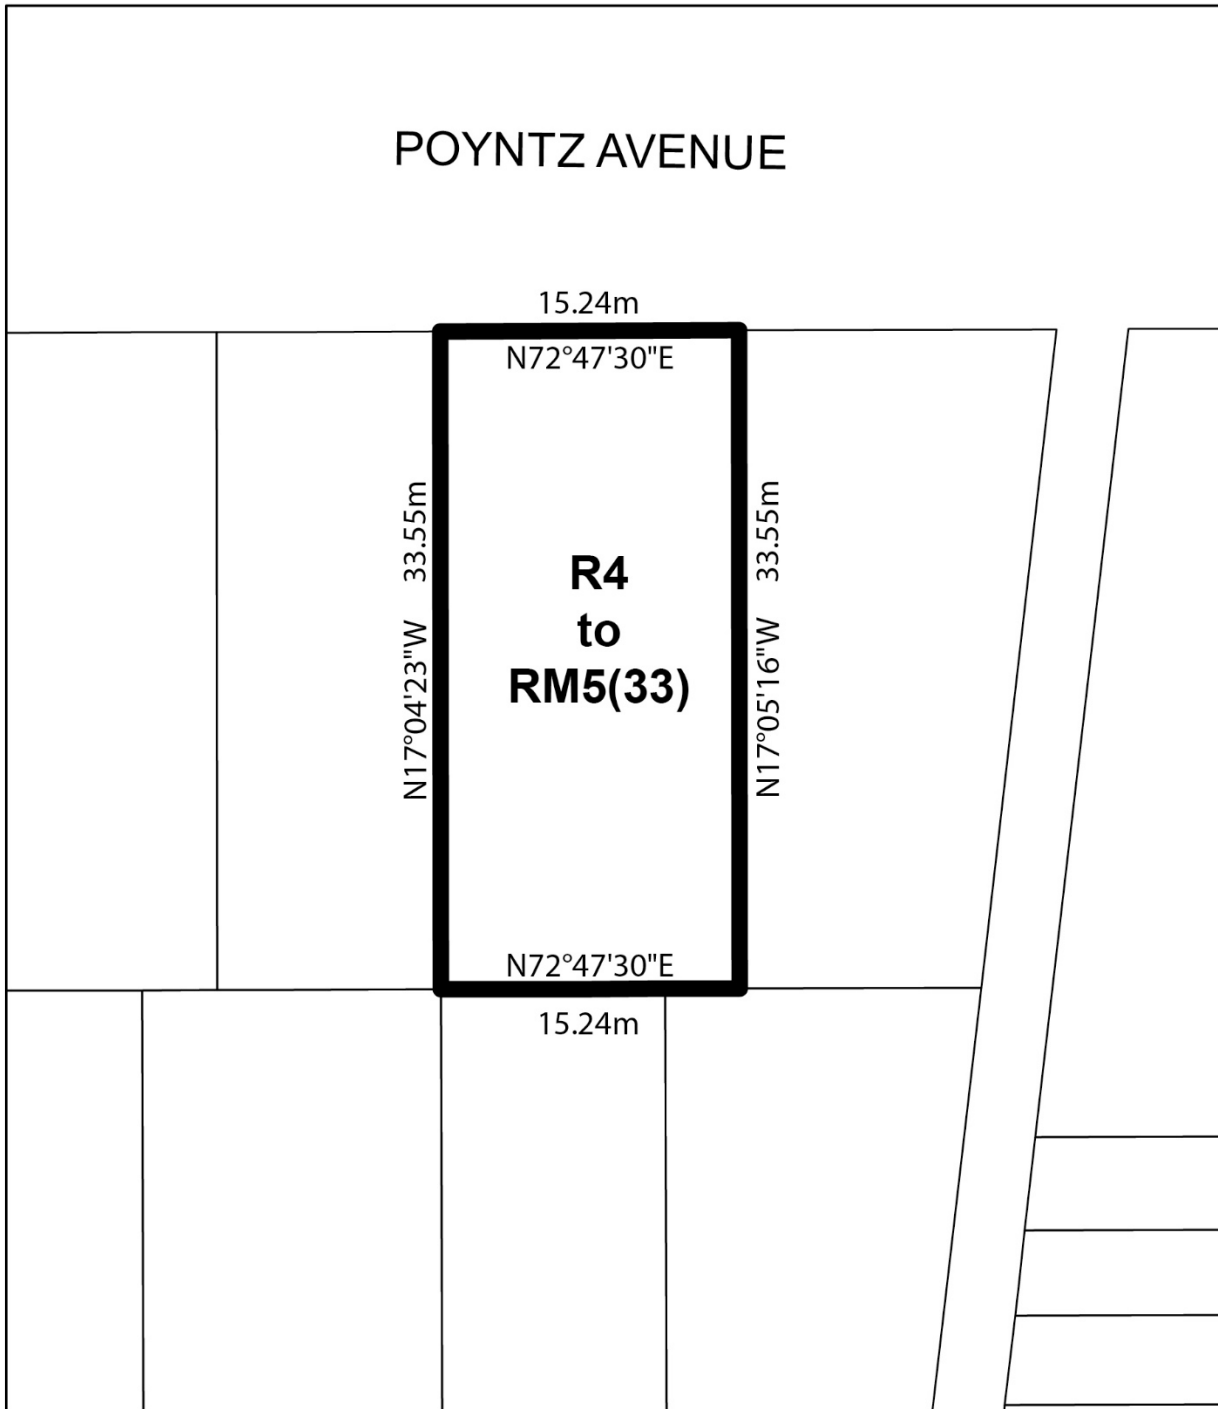 POYNTZ AVENUE
15.24m
N72°47'30"E
N17°04'23"W 33.55m
R4
to
RM5(33)
N17°05'16"W 33.55m
N72°47'30"E
15.24m